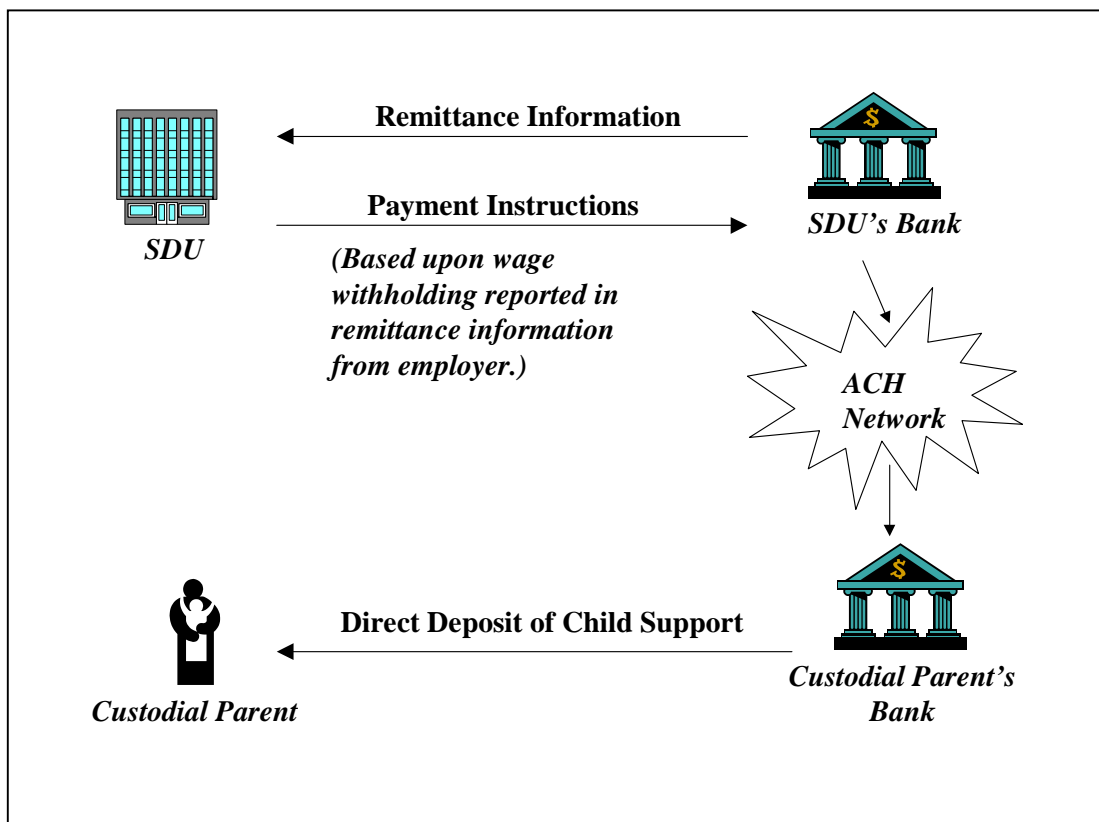 Remittance Information
$
SDU
Payment Instructions
SDU’s Bank
(Based upon wage
withholding reported in
remittance information
from employer.)
ACH
Network
$
Direct Deposit of Child Support
Custodial Parent
Custodial Parent’s
Bank